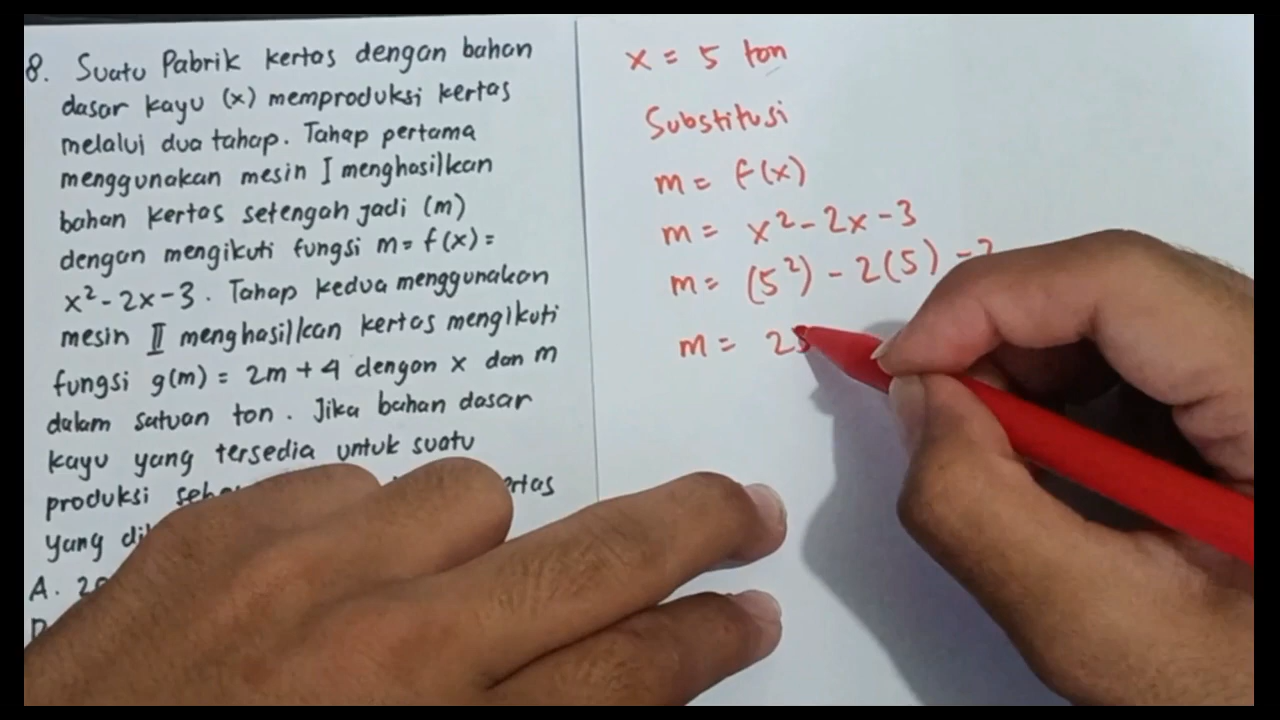 8. Suatu Pabrik kertas dengan bahan
dasar kayu (x) memproduksi kertas
melalui dua tahap. Tahap pertama
menggunakan mesin I menghasilkan
bahan kertas setengah jadi (m)
dengan mengikuti fungsi m = f(x) =
x² - 2x - 3. Tahap kedua menggunakan
mesin II menghasilkan kertas mengikuti
fungsi g(m) = 2m + 4 dengan x dan m
dalam satuan ton. Jika bahan dasar
kayu yang tersedia untuk suatu
produksi
yang
A.
x = 5 ton
Substitusi
m = f(x)
m = x² - 2x - 3
m = (5²) - 2(5) -
m = 25